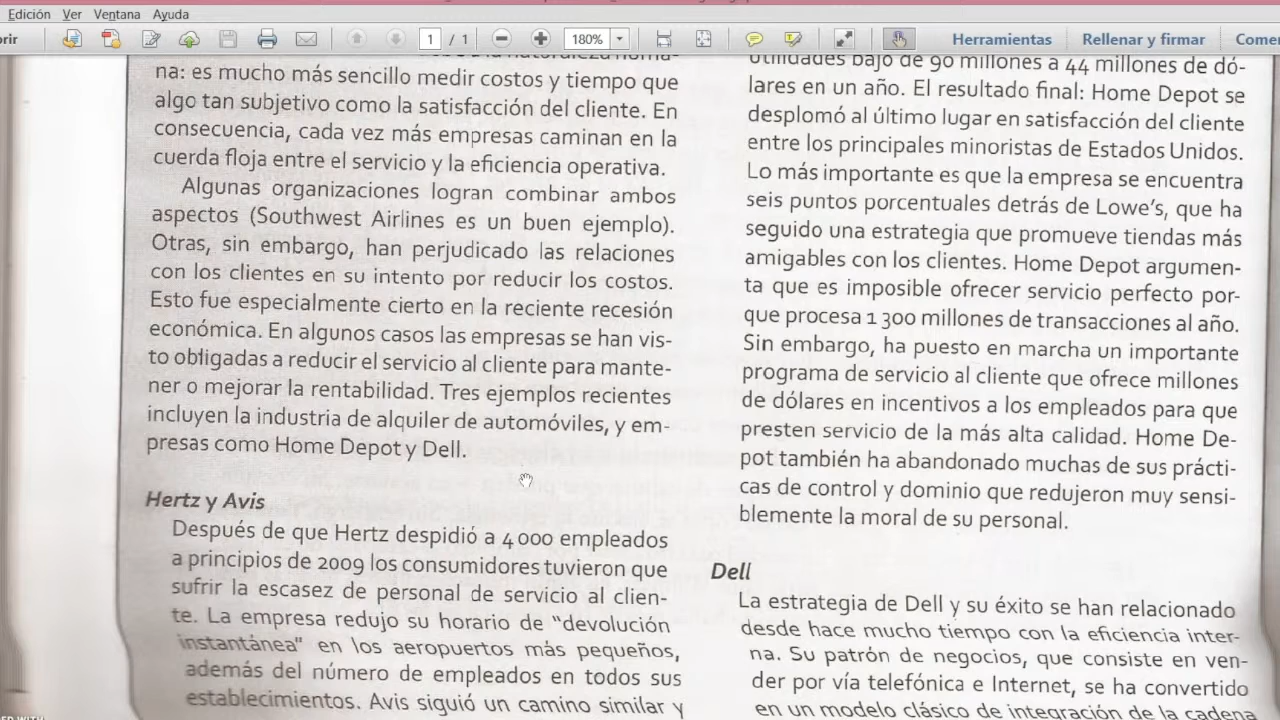 Edición Ver Ventana Ayuda
1 / 1 180% Herramientas Rellenar y firmar
na: es mucho más sencillo medir costos y tiempo que
algo tan subjetivo como la satisfacción del cliente. En
consecuencia, cada vez más empresas caminan en la
cuerda floja entre el servicio y la eficiencia operativa.
Algunas organizaciones logran combinar ambos
aspectos (Southwest Airlines es un buen ejemplo).
Otras, sin embargo, han perjudicado las relaciones
con los clientes en su intento por reducir los costos.
Esto fue especialmente cierto en la reciente recesión
económica. En algunos casos las empresas se han vis-
to obligadas a reducir el servicio al cliente para mante-
ner o mejorar la rentabilidad. Tres ejemplos recientes
incluyen la industria de alquiler de automóviles, y em-
presas como Home Depot y Dell.
Hertz y Avis
Después de que Hertz despidió a 4 000 empleados
a principios de 2009 los consumidores tuvieron que
sufrir la escasez de personal de servicio al clien-
te. La empresa redujo su horario de "devolución
instantánea" en los aeropuertos más pequeños,
además del número de empleados en todos sus
establecimientos. Avis siguió un camino similar y
utilidades bajó de 90 millones a 44 millones de dó-
lares en un año. El resultado final: Home Depot se
desplomó al último lugar en satisfacción del cliente
entre los principales minoristas de Estados Unidos.
Lo más importante es que la empresa se encuentra
seis puntos porcentuales detrás de Lowe's, que ha
seguido una estrategia que promueve tiendas más
amigables con los clientes. Home Depot argumen-
ta que es imposible ofrecer servicio perfecto por-
que procesa 1 300 millones de transacciones al año.
Sin embargo, ha puesto en marcha un importante
programa de servicio al cliente que ofrece millones
de dólares en incentivos a los empleados para que
presten servicio de la más alta calidad. Home De-
pot también ha abandonado muchas de sus prácti-
cas de control y dominio que redujeron muy sensi-
blemente la moral de su personal.
Dell
La estrategia de Dell y su éxito se han relacionado
desde hace mucho tiempo con la eficiencia inter-
na. Su patrón de negocios, que consiste en ven-
der por vía telefónica e Internet, se ha convertido
en un modelo clásico de integración de la cadena